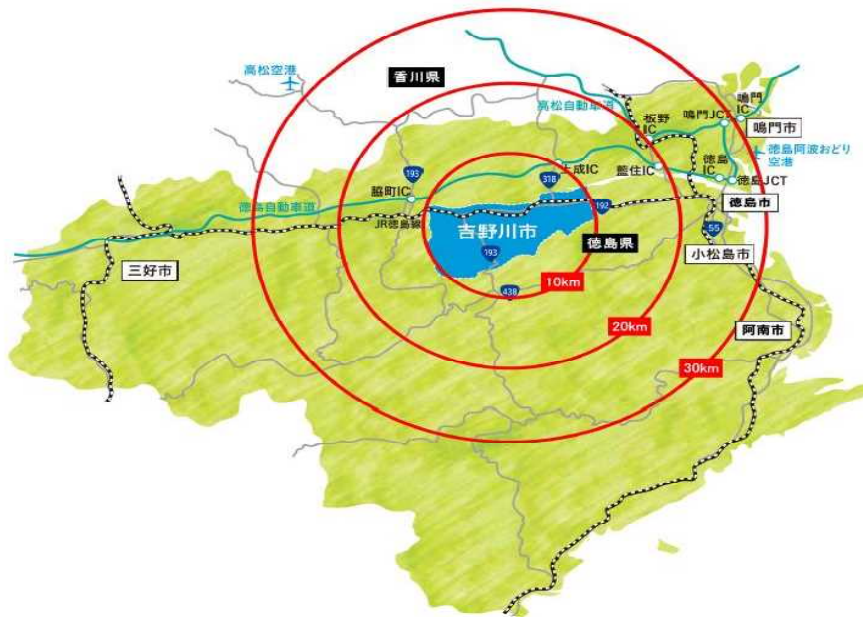 高松空港
香川県
高松自動車道
板野
IC
鳴門JCT
鳴門
IC
鳴門市
徳島阿波おどり
空港
193
318
土成IC
藍住IC
徳島
IC
徳島JCT
脇町IC
徳島自動車道
JR徳島線
192
徳島市
吉野川市
徳島県
55
小松島市
三好市
193
10km
438
20km
阿南市
30km